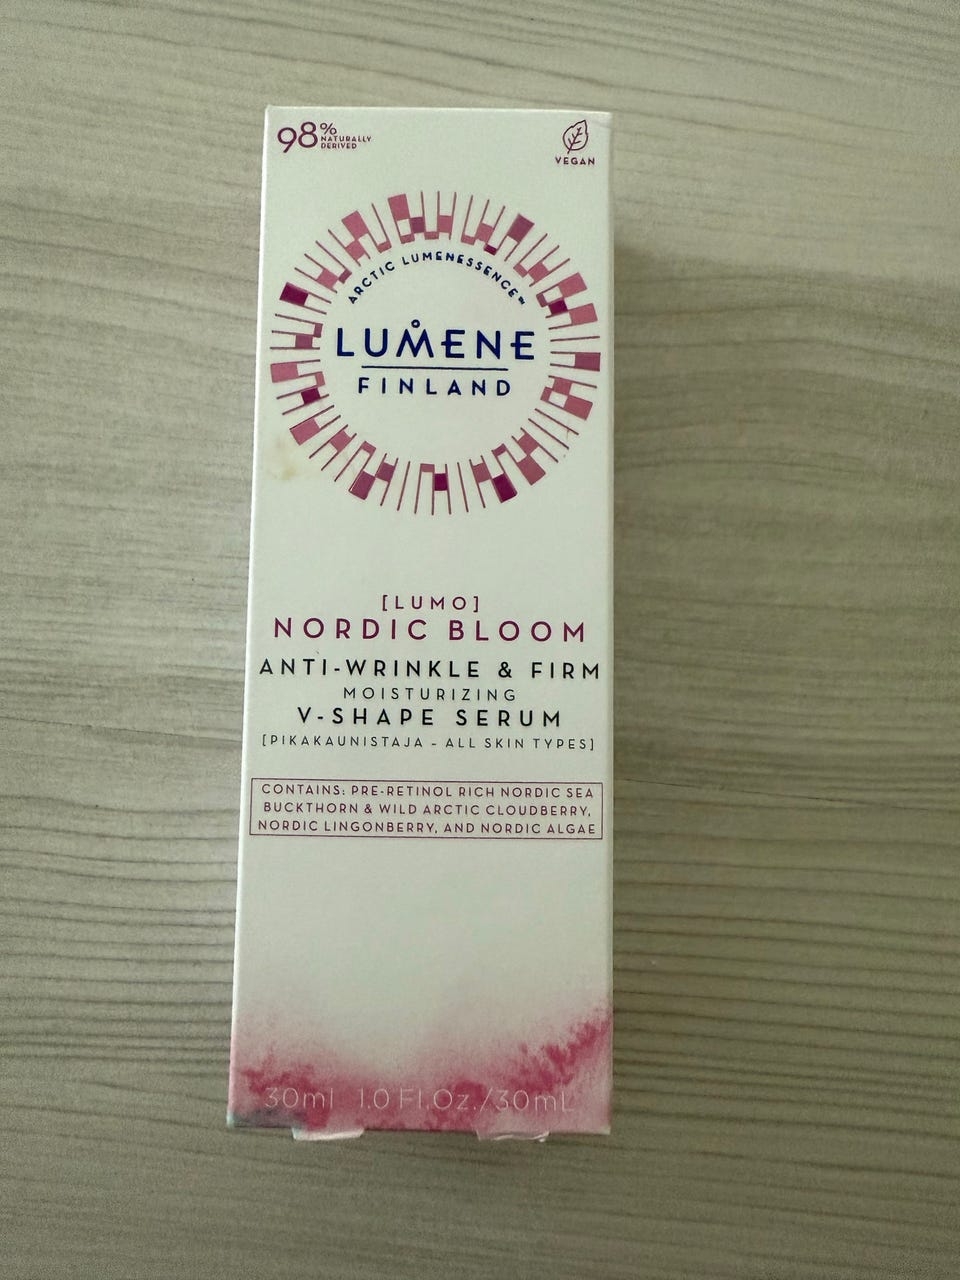 98% NATURALLY
DERIVED
VEGAN
ARCTIC LUMENESSENCE™
LUMENE
FINLAND
[LUMO]
NORDIC BLOOM
ANTI-WRINKLE & FIRM
MOISTURIZING
V-SHAPE SERUM
[PIKAKAUNISTAJA - ALL SKIN TYPES]
CONTAINS: PRE-RETINOL RICH NORDIC SEA
BUCKTHORN & WILD ARCTIC CLOUDBERRY,
NORDIC LINGONBERRY, AND NORDIC ALGAE
30ml 1.0 Fl.Oz./30mL